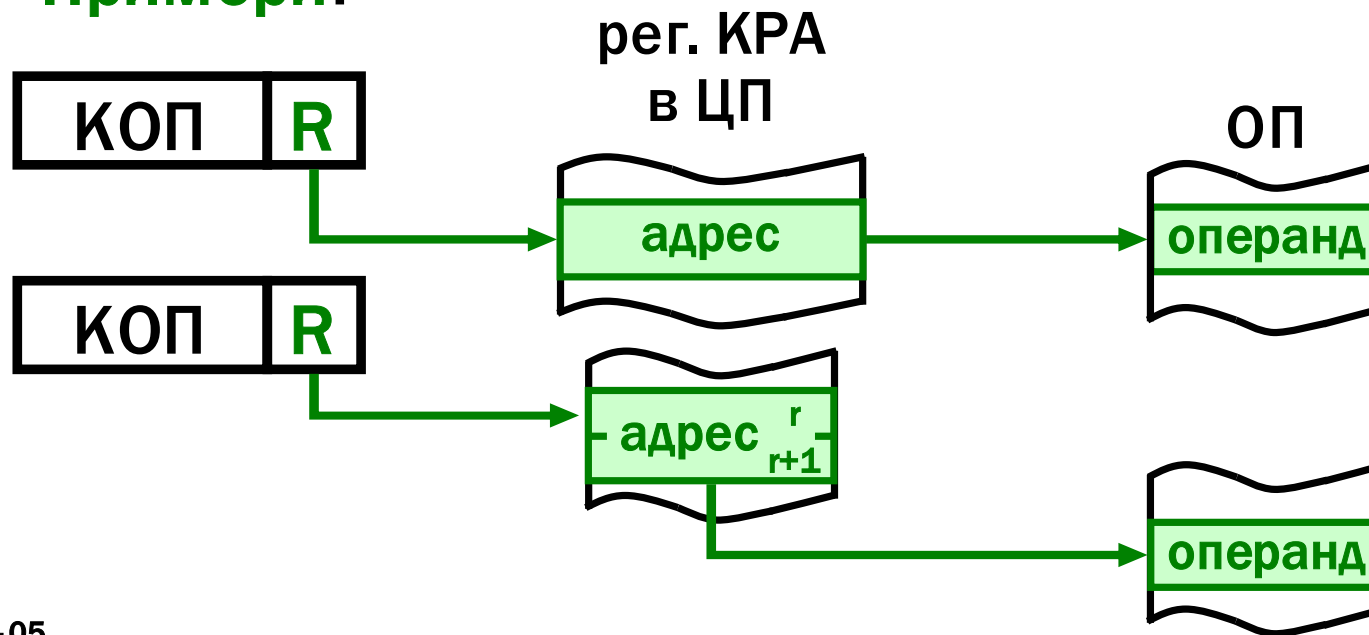 рег. КРА
в ЦП
ОП
КОП R
адрес
операнд
КОП R
адрес r
r+1
операнд